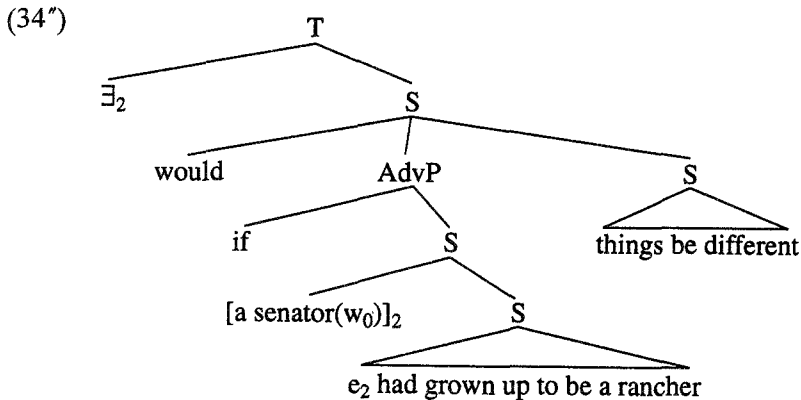 (34″)
T
∃₂
S
would
AdvP
S
if
S
things be different
[a senator(w₀)]₂
S
e₂ had grown up to be a rancher